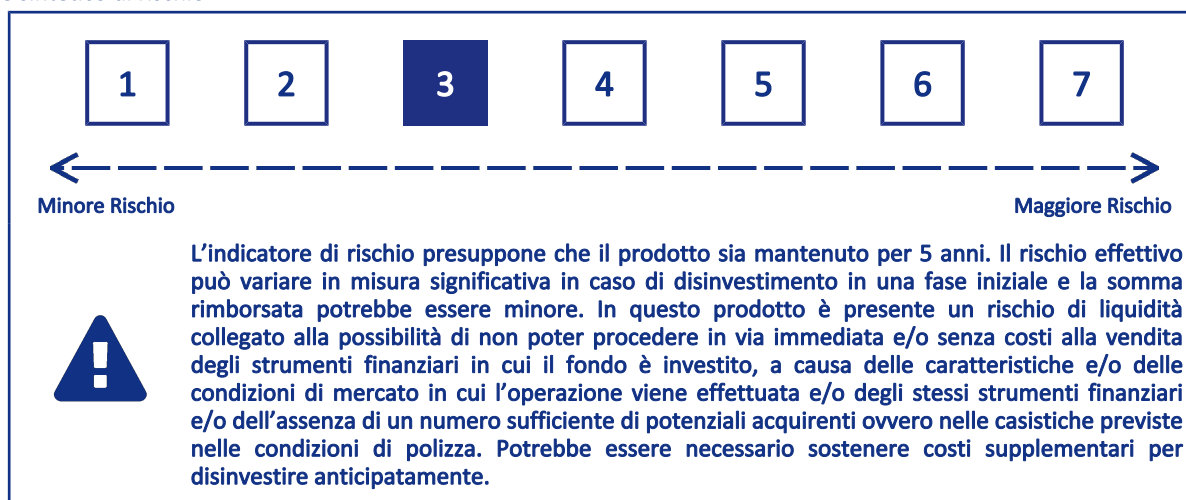 1 2 3 4 5 6 7
Minore Rischio Maggiore Rischio
L'indicatore di rischio presuppone che il prodotto sia mantenuto per 5 anni. Il rischio effettivo
può variare in misura significativa in caso di disinvestimento in una fase iniziale e la somma
rimborsata potrebbe essere minore. In questo prodotto è presente un rischio di liquidità
collegato alla possibilità di non poter procedere in via immediata e/o senza costi alla vendita
degli strumenti finanziari in cui il fondo è investito, a causa delle caratteristiche e/o delle
condizioni di mercato in cui l'operazione viene effettuata e/o degli stessi strumenti finanziari
e/o dell'assenza di un numero sufficiente di potenziali acquirenti ovvero nelle casistiche previste
nelle condizioni di polizza. Potrebbe essere necessario sostenere costi supplementari per
disinvestire anticipatamente.